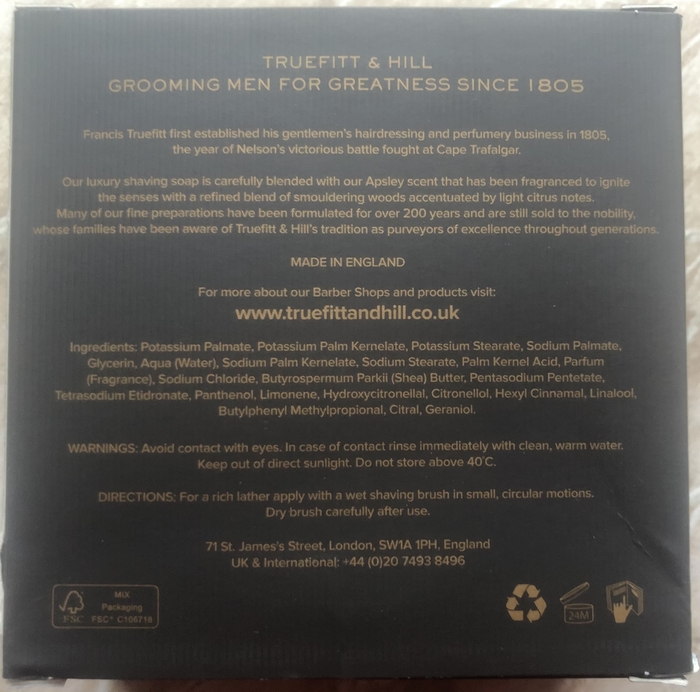 TRUEFITT & HILL
GROOMING MEN FOR GREATNESS SINCE 1805
Francis Truefitt first established his gentlemen's hairdressing and perfumery business in 1805,
the year of Nelson's victorious battle fought at Cape Trafalgar.
Our luxury shaving soap is carefully blended with our Apsley scent that has been fragranced to ignite
the senses with a refined blend of smouldering woods accentuated by light citrus notes.
Many of our fine preparations have been formulated for over 200 years and are still sold to the nobility,
whose families have been aware of Truefitt & Hill's tradition as purveyors of excellence throughout generations.
MADE IN ENGLAND
For more about our Barber Shops and products visit:
www.truefittandhill.co.uk
Ingredients: Potassium Palmate, Potassium Palm Kernelate, Potassium Stearate, Sodium Palmate,
Glycerin, Aqua (Water), Sodium Palm Kernelate, Sodium Stearate, Palm Kernel Acid, Parfum
(Fragrance), Sodium Chloride, Butyrospermum Parkii (Shea) Butter, Pentasodium Pentetate,
Tetrasodium Etidronate, Panthenol, Limonene, Hydroxycitronellal, Citronellol, Hexyl Cinnamal, Linalool,
Butylphenyl Methylpropional, Citral, Geraniol.
WARNINGS: Avoid contact with eyes. In case of contact rinse immediately with clean, warm water.
Keep out of direct sunlight. Do not store above 40°C.
DIRECTIONS: For a rich lather apply with a wet shaving brush in small, circular motions.
Dry brush carefully after use.
71 St. James's Street, London, SW1A 1PH, England
UK & International: +44 (0)20 7493 8496
MIX
Packaging
FSC FSC® C106718
24M